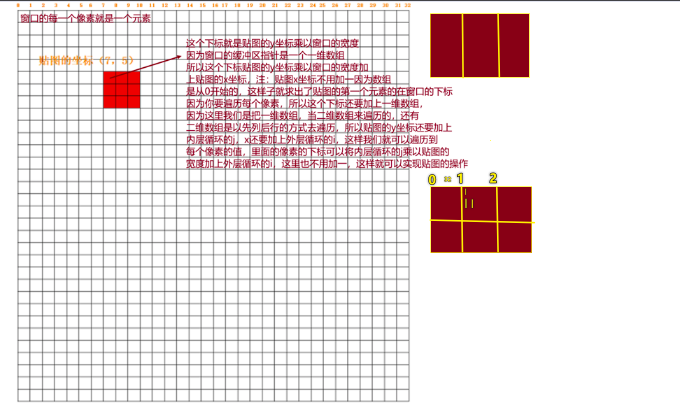 0 1 2 3 4 5 6 7 8 9 10 11 12 13 14 15 16 17 18 19 20 21 22 23 24 25 26 27 28 29 30 31 32
窗口的每一个像素就是一个元素
贴图的坐标（7，5）
这个下标就是贴图的y坐标乘以窗口的宽度
因为窗口的缓冲区指针是一个一维数组
所以这个下标贴图的y坐标乘以窗口的宽度加
上贴图的x坐标，注：贴图x坐标不用加一因为数组
是从0开始的，这样子就求出了贴图的第一个元素的在窗口的下标
因为你要遍历每个像素，所以这个下标还要加上一维数组，
因为这里我们是把一维数组，当二维数组来遍历的，还有
二维数组是以先列后行的方式去遍历，所以贴图的y坐标还要加上
内层循环的j，x还要加上外层循环的i，这样我们就可以遍历到
每个像素的值，里面的像素的下标可以将内层循环的j乘以贴图的
宽度加上外层循环的i，这里也不用加一，这样就可以实现贴图的操作
0 1 2